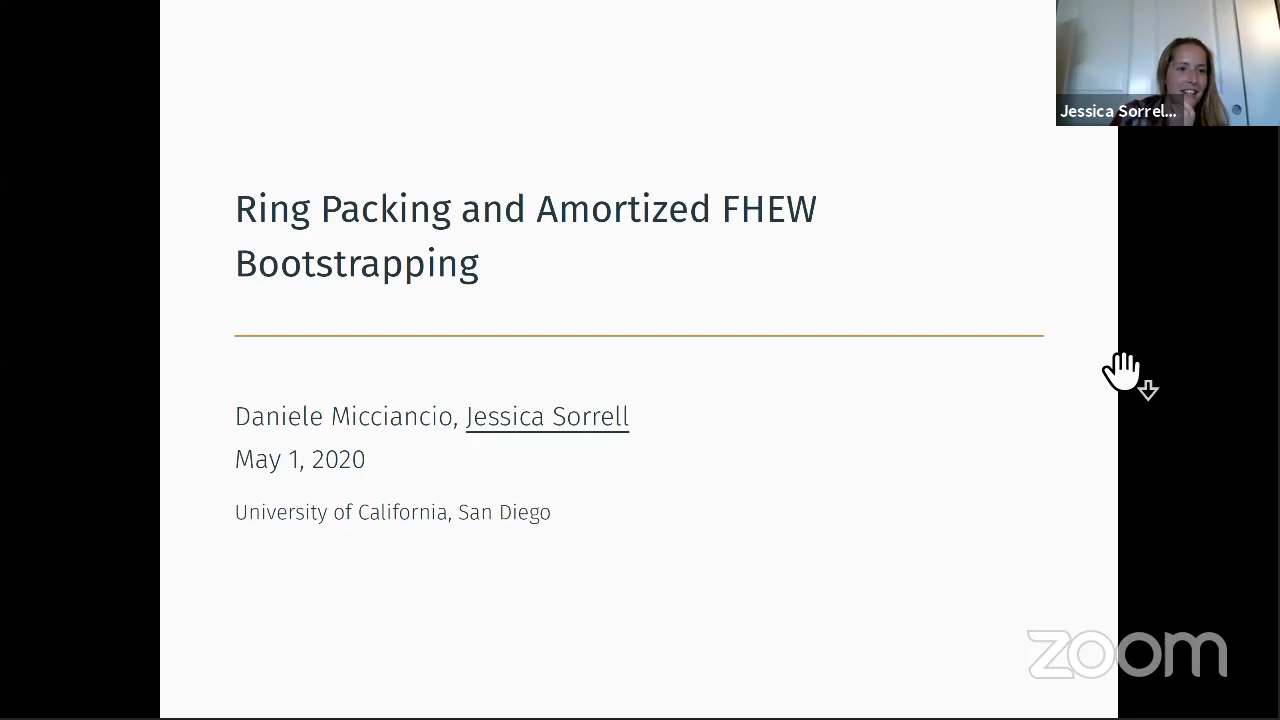 Jessica Sorrel...
Ring Packing and Amortized FHEW
Bootstrapping
Daniele Micciancio, Jessica Sorrell
May 1, 2020
University of California, San Diego
zoom